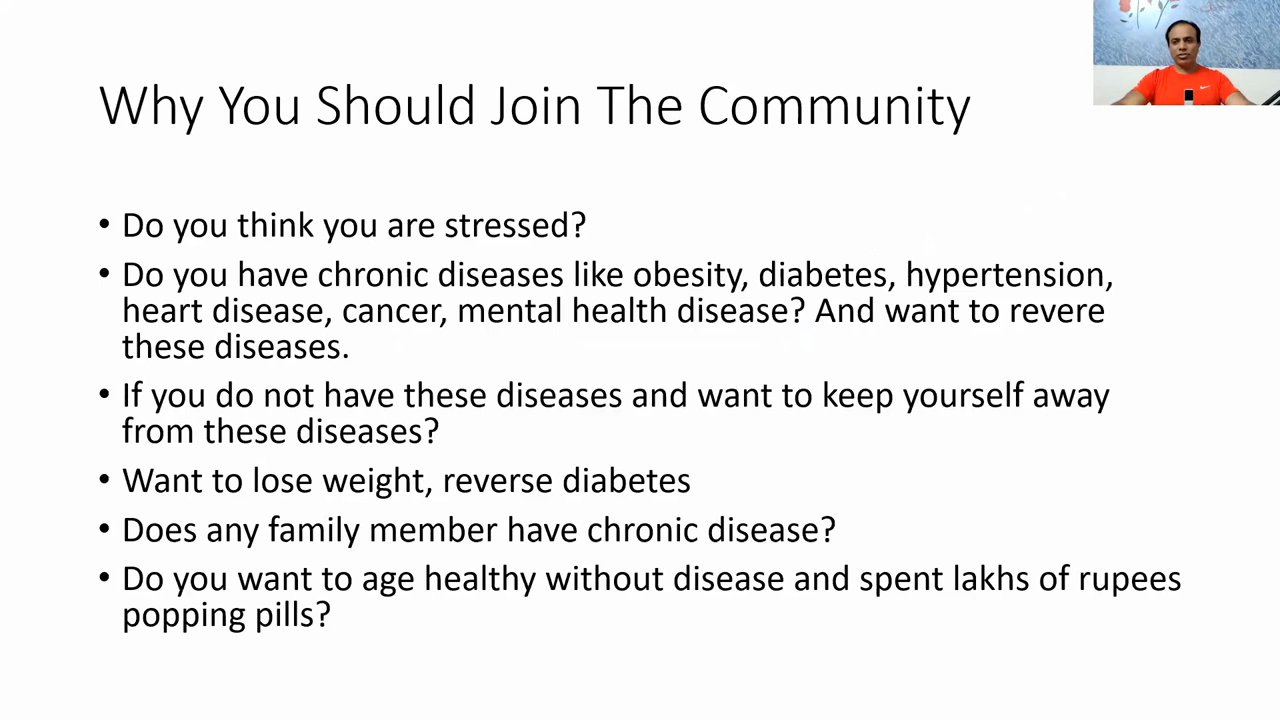 Why You Should Join The Community
• Do you think you are stressed?
• Do you have chronic diseases like obesity, diabetes, hypertension,
heart disease, cancer, mental health disease? And want to revere
these diseases.
• If you do not have these diseases and want to keep yourself away
from these diseases?
• Want to lose weight, reverse diabetes
• Does any family member have chronic disease?
• Do you want to age healthy without disease and spent lakhs of rupees
popping pills?